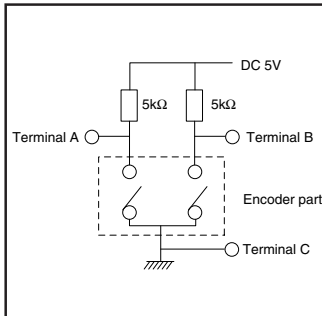 DC 5V
5kΩ 5kΩ
Terminal A Terminal B
Encoder part
Terminal C